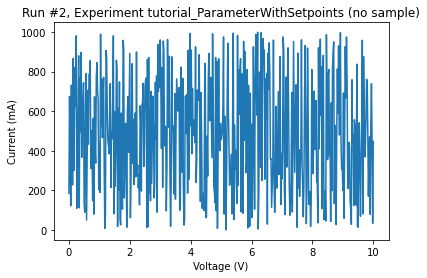 Run #2, Experiment tutorial_ParameterWithSetpoints (no sample)
1000
800
600
400
200
0
Current (mA)
0 2 4 6 8 10
Voltage (V)